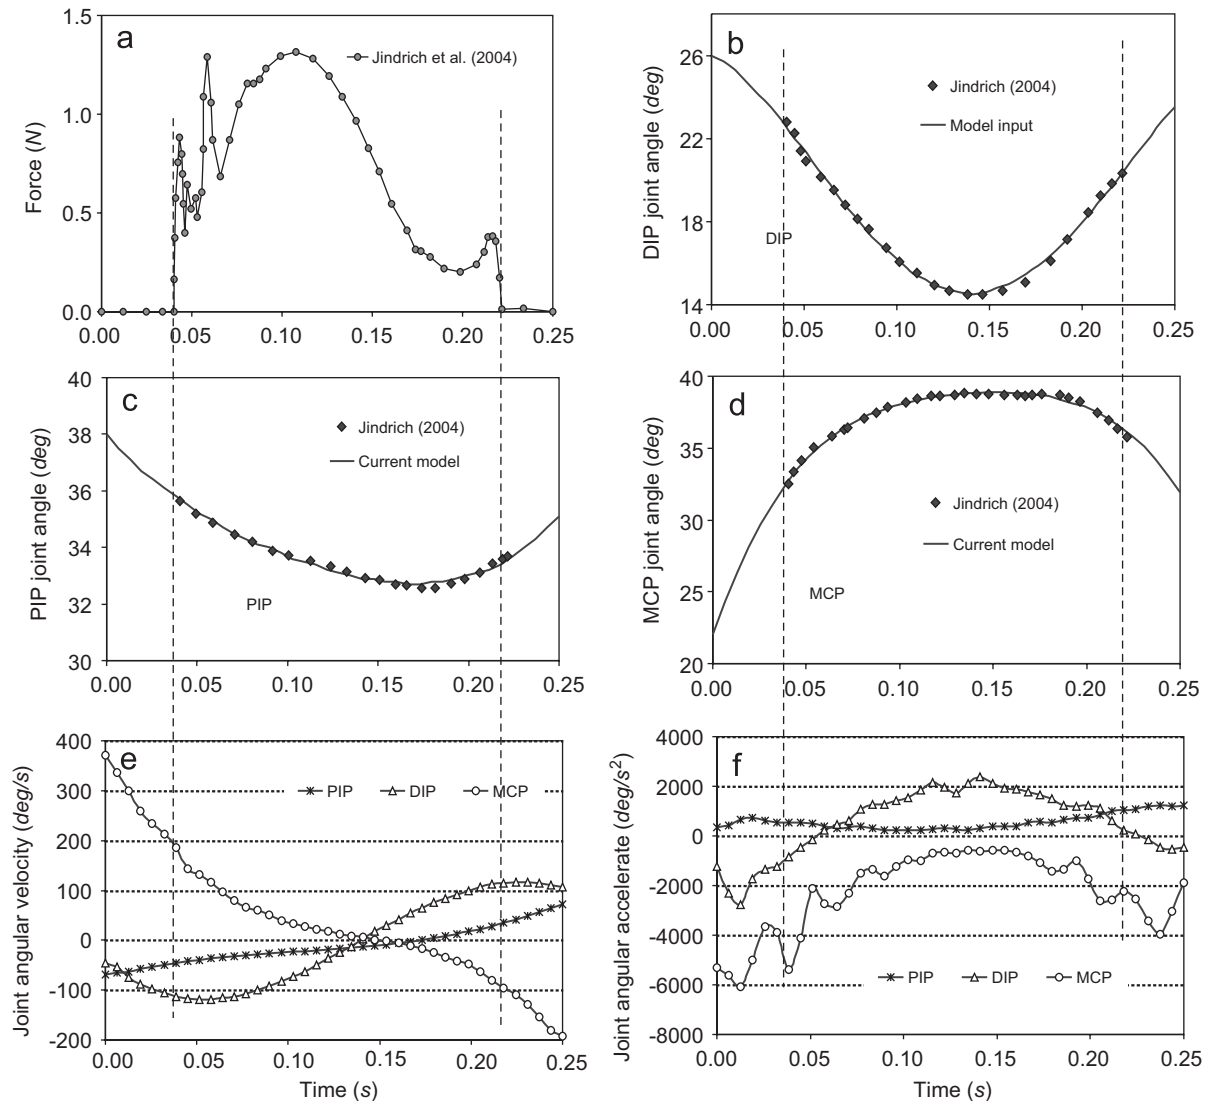 a
Jindrich et al. (2004)
Force (N)
1.5
1.0
0.5
0.0
0.00 0.05 0.10 0.15 0.20 0.25
b
Jindrich (2004)
Model input
DIP
DIP joint angle (deg)
26
22
18
14
0.00 0.05 0.10 0.15 0.20 0.25
c
Jindrich (2004)
Current model
PIP
PIP joint angle (deg)
40
38
36
34
32
30
0.00 0.05 0.10 0.15 0.20 0.25
d
Jindrich (2004)
Current model
MCP
MCP joint angle (deg)
40
35
30
25
20
0.00 0.05 0.10 0.15 0.20 0.25
e
PIP DIP MCP
Joint angular velocity (deg/s)
400
300
200
100
0
-100
-200
0.00 0.05 0.10 0.15 0.20 0.25
Time (s)
f
PIP DIP MCP
Joint angular accelerate (deg/s²)
4000
2000
0
-2000
-4000
-6000
-8000
0.00 0.05 0.10 0.15 0.20 0.25
Time (s)